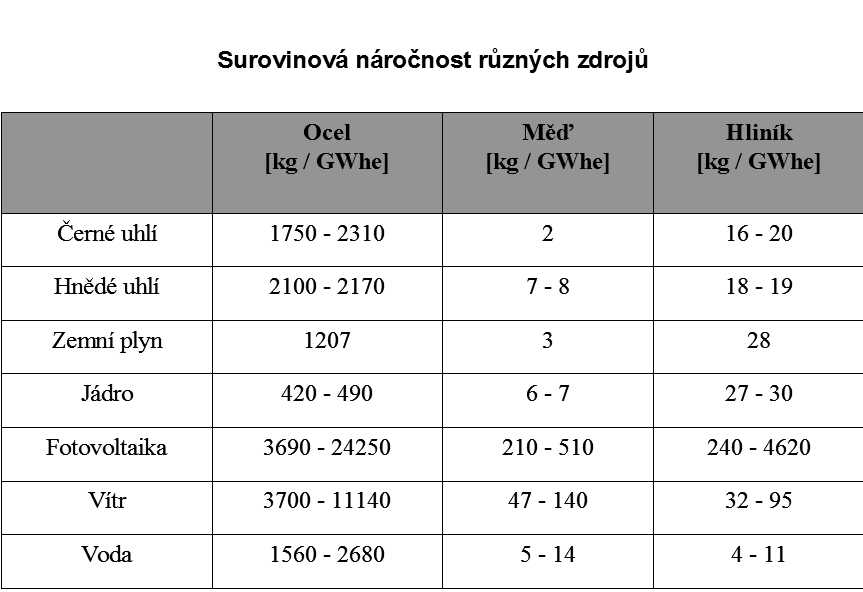 Surovinová náročnost různých zdrojů
Ocel Měď Hliník
[kg / GWhe] [kg / GWhe] [kg / GWhe]
Černé uhlí 1750 - 2310 2 16 - 20
Hnědé uhlí 2100 - 2170 7 - 8 18 - 19
Zemní plyn 1207 3 28
Jádro 420 - 490 6 - 7 27 - 30
Fotovoltaika 3690 - 24250 210 - 510 240 - 4620
Vítr 3700 - 11140 47 - 140 32 - 95
Voda 1560 - 2680 5 - 14 4 - 11